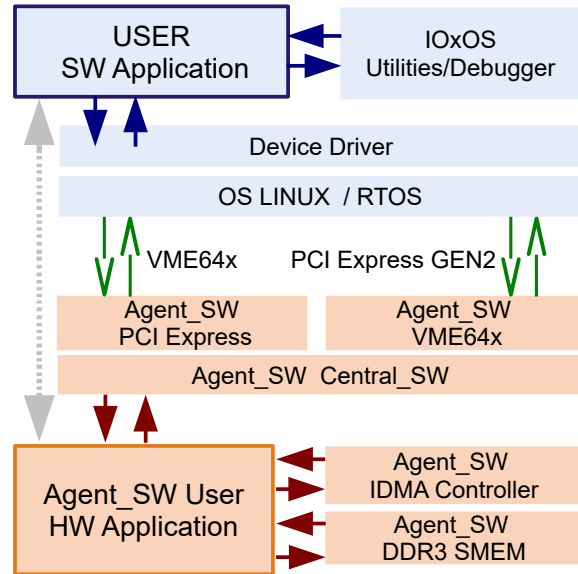 USER
SW Application
IOxOS
Utilities/Debugger
Device Driver
OS LINUX / RTOS
VME64x
PCI Express GEN2
Agent_SW
PCI Express
Agent_SW
VME64x
Agent_SW Central_SW
Agent_SW User
HW Application
Agent_SW
IDMA Controller
Agent_SW
DDR3 SMEM